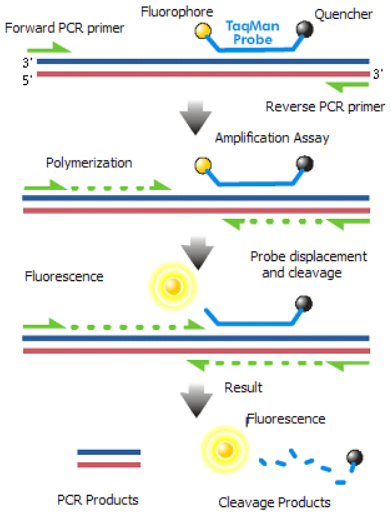 Fluorophore
Quencher
Forward PCR primer
TaqMan
Probe
3'
5'
3'
Reverse PCR primer
Amplification Assay
Polymerization
Probe displacement
and cleavage
Fluorescence
Result
Fluorescence
PCR Products
Cleavage Products